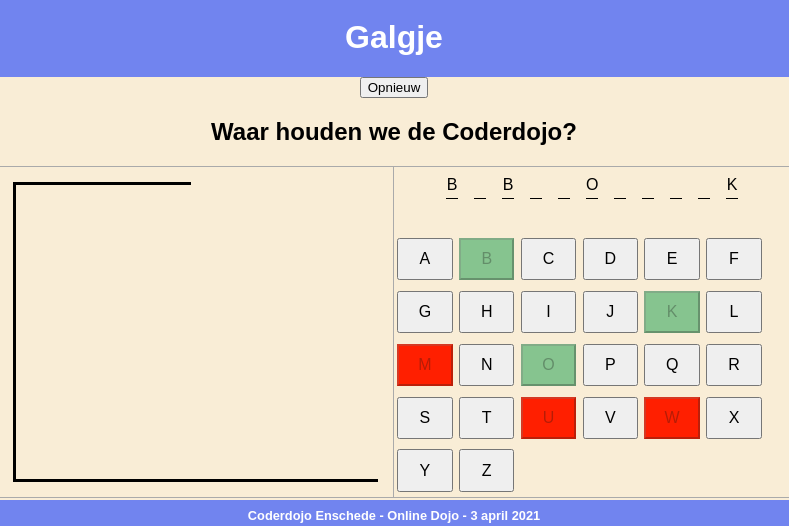 Galgje
Opnieuw
Waar houden we de Coderdojo?
B _ B _ _ O _ _ _ _ K
A B C D E F
G H I J K L
M N O P Q R
S T U V W X
Y Z
Coderdojo Enschede - Online Dojo - 3 april 2021